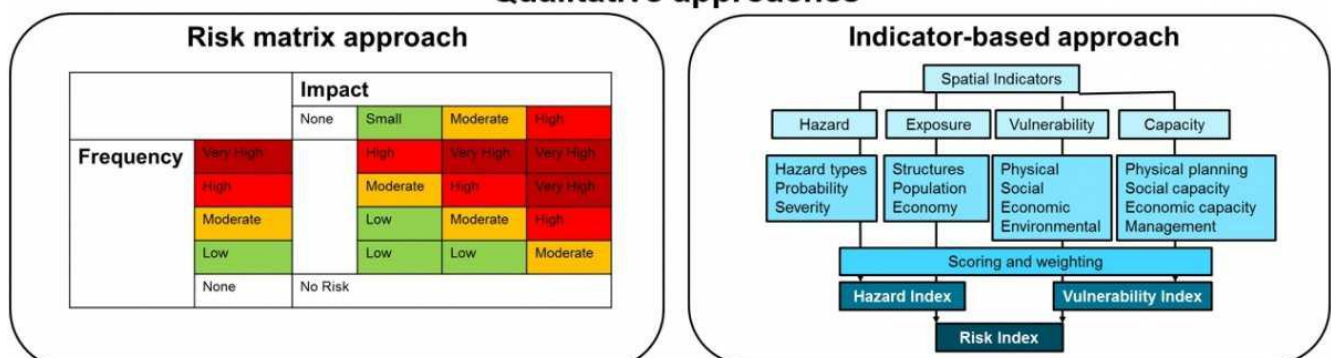 Qualitative approaches
Risk matrix approach
Impact
None Small Moderate High
Frequency Very High High Very High Very High
High Moderate High Very High
Moderate Low Moderate High
Low Low Low Moderate
None No Risk
Indicator-based approach
Spatial Indicators
Hazard Exposure Vulnerability Capacity
Hazard types
Probability
Severity
Structures
Population
Economy
Physical
Social
Economic
Environmental
Physical planning
Social capacity
Economic capacity
Management
Scoring and weighting
Hazard Index Vulnerability Index
Risk Index